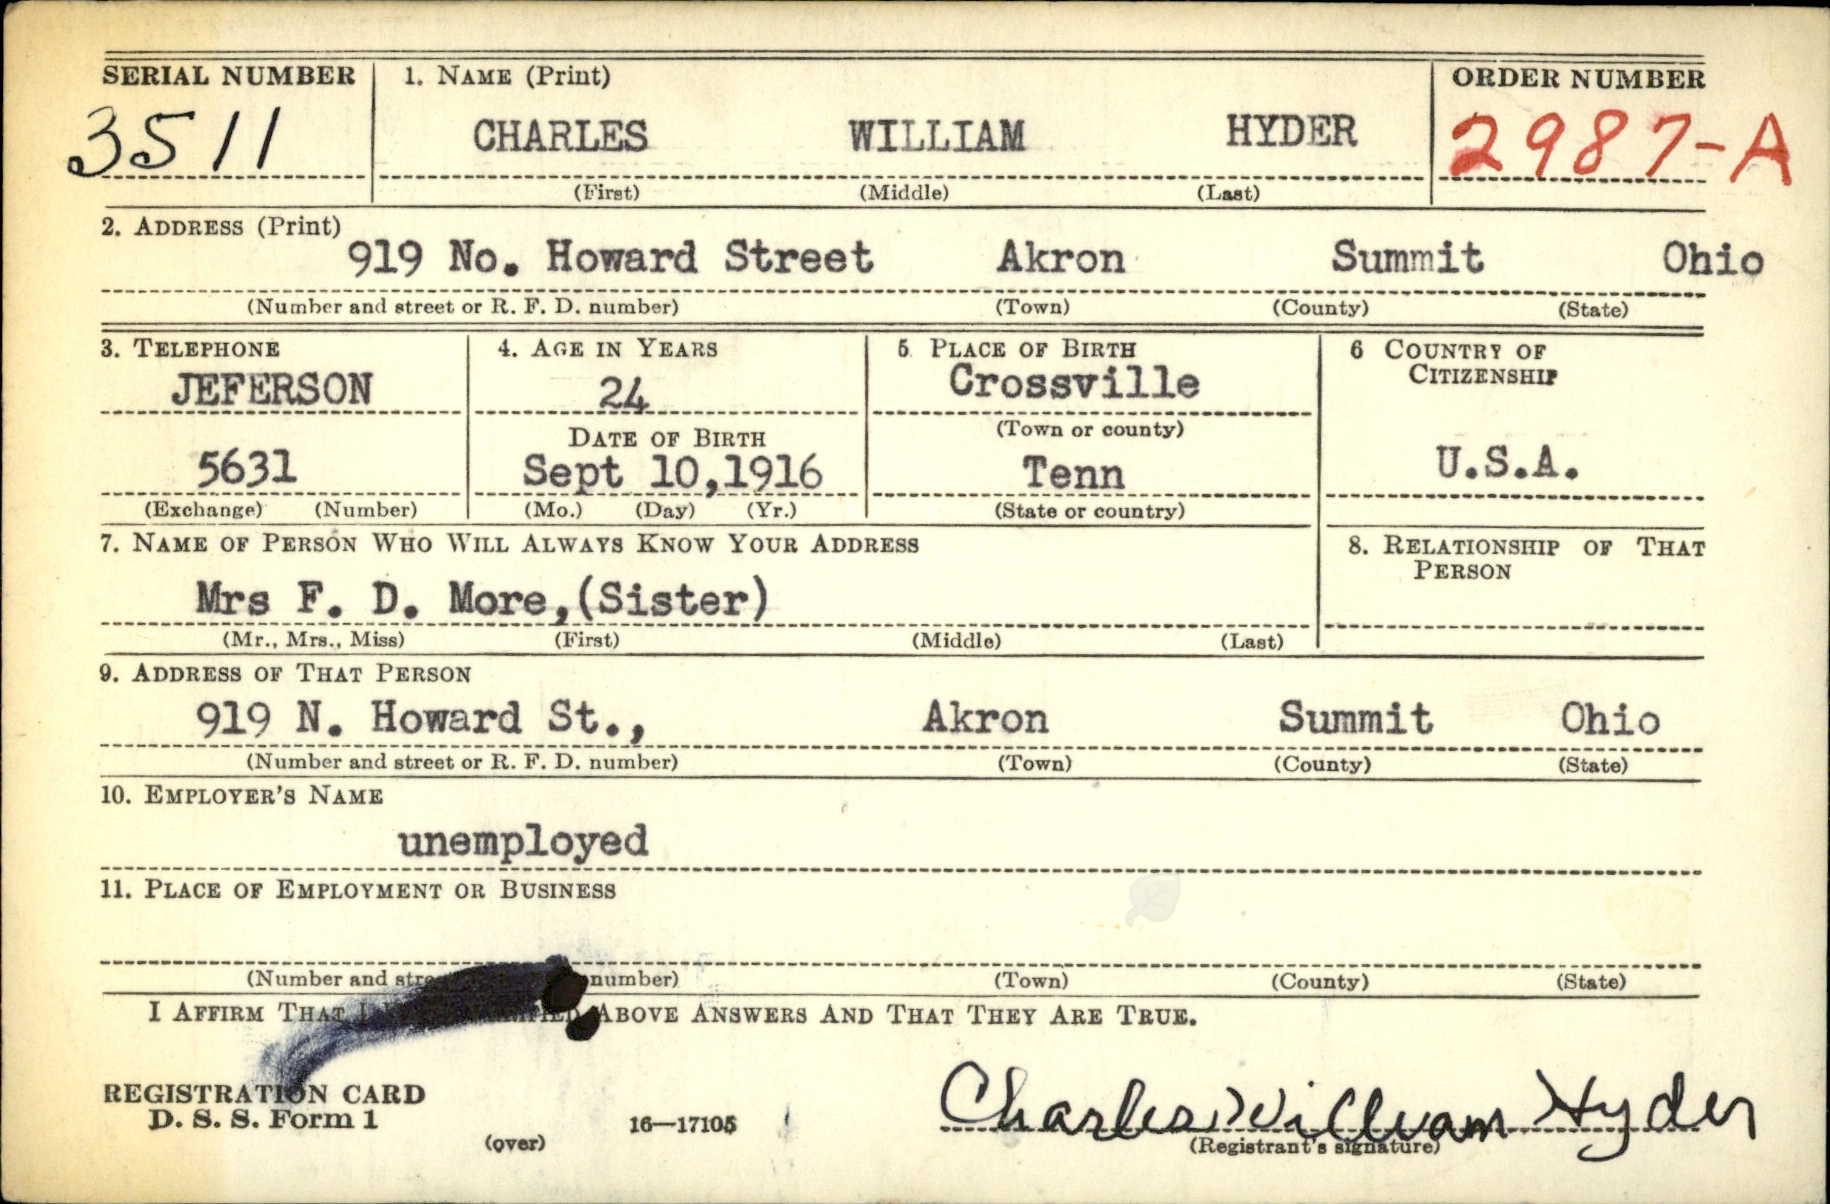 SERIAL NUMBER 1. NAME (Print) ORDER NUMBER
3511 CHARLES WILLIAM HYDER 2987-A
(First) (Middle) (Last)
2. ADDRESS (Print)
919 No. Howard Street Akron Summit Ohio
(Number and street or R. F. D. number) (Town) (County) (State)
3. TELEPHONE 4. AGE IN YEARS 5 PLACE OF BIRTH 6 COUNTRY OF
CITIZENSHIP
JEFERSON 24 Crossville
DATE OF BIRTH (Town or county)
5631 Sept 10,1916 Tenn U.S.A.
(Exchange) (Number) (Mo.) (Day) (Yr.) (State or country)
7. NAME OF PERSON WHO WILL ALWAYS KNOW YOUR ADDRESS 8. RELATIONSHIP OF THAT
PERSON
Mrs F. D. More,(Sister)
(Mr., Mrs., Miss) (First) (Middle) (Last)
9. ADDRESS OF THAT PERSON
919 N. Howard St., Akron Summit Ohio
(Number and street or R. F. D. number) (Town) (County) (State)
10. EMPLOYER'S NAME
unemployed
11. PLACE OF EMPLOYMENT OR BUSINESS
(Number and number) (Town) (County) (State)
I AFFIRM THAT ABOVE ANSWERS AND THAT THEY ARE TRUE.
REGISTRATION CARD
D. S. S. Form 1 16—17105 Charles William Hyder
(over) (Registrant's signature)